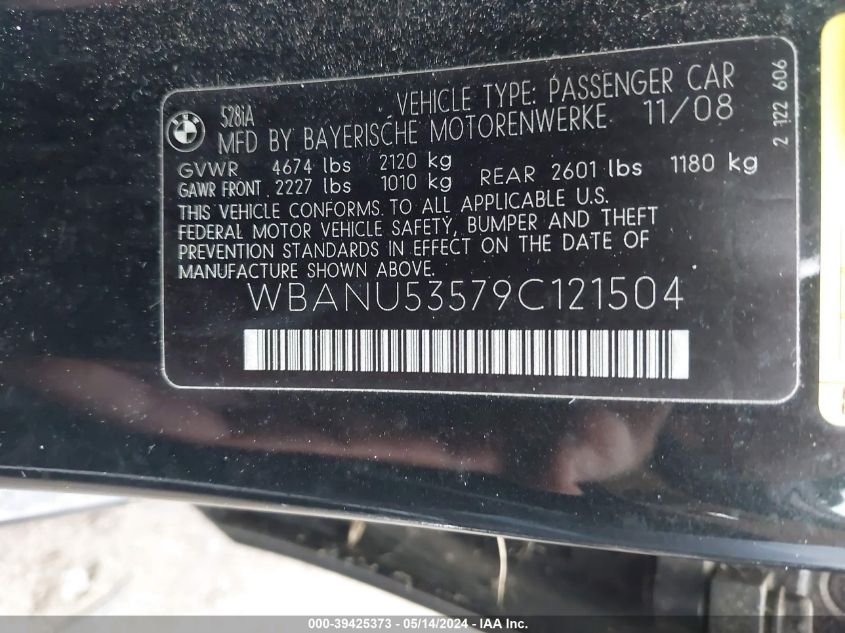 528iA VEHICLE TYPE: PASSENGER CAR
MFD BY BAYERISCHE MOTORENWERKE 11/08
GVWR 4674 lbs 2120 kg
GAWR FRONT 2227 lbs 1010 kg REAR 2601 lbs 1180 kg
THIS VEHICLE CONFORMS TO ALL APPLICABLE U.S.
FEDERAL MOTOR VEHICLE SAFETY, BUMPER AND THEFT
PREVENTION STANDARDS IN EFFECT ON THE DATE OF
MANUFACTURE SHOWN ABOVE.
WBANU53579C121504
2 122 606
000-39425373 - 05/14/2024 - IAA Inc.